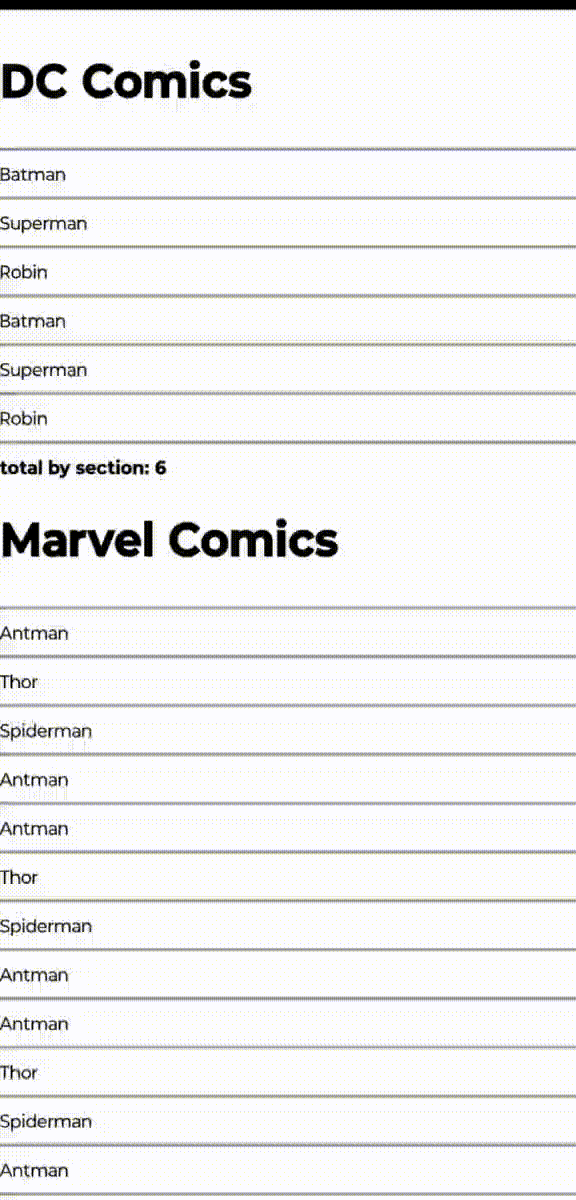 DC Comics
Batman
Superman
Robin
Batman
Superman
Robin
total by section: 6
Marvel Comics
Antman
Thor
Spiderman
Antman
Antman
Thor
Spiderman
Antman
Antman
Thor
Spiderman
Antman